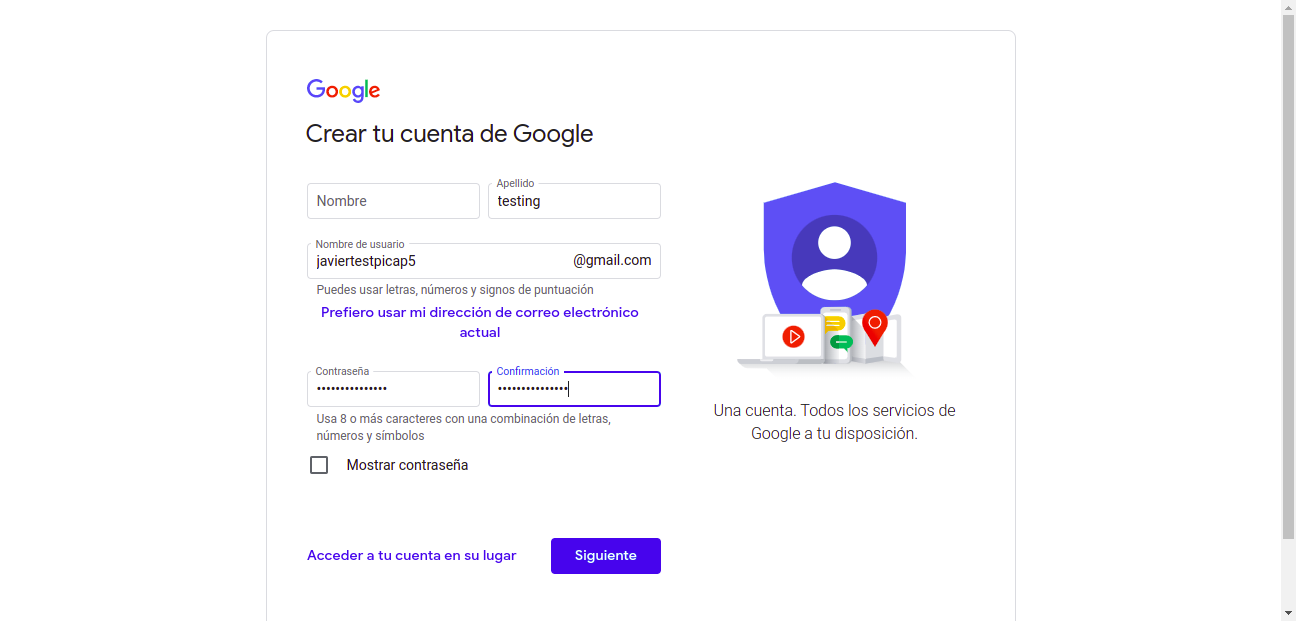 Google
Crear tu cuenta de Google
Nombre
Apellido
testing
Nombre de usuario
javiertestpicap5
@gmail.com
Puedes usar letras, números y signos de puntuación
Prefiero usar mi dirección de correo electrónico
actual
Contraseña
•••••••••••••••
Confirmación
•••••••••••••••
Usa 8 o más caracteres con una combinación de letras,
números y símbolos
Mostrar contraseña
Acceder a tu cuenta en su lugar
Siguiente
Una cuenta. Todos los servicios de
Google a tu disposición.